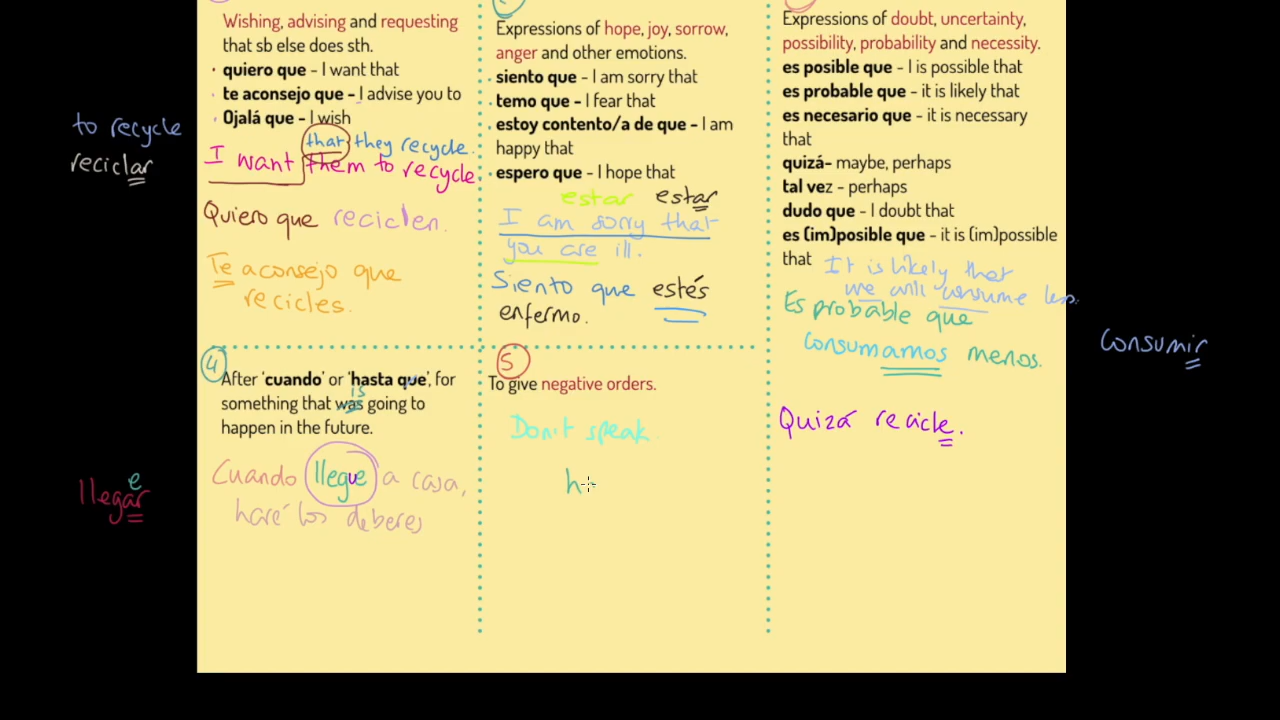 Wishing, advising and requesting
that sb else does sth.
• quiero que - I want that
• te aconsejo que - I advise you to
• Ojalá que - I wish
that they recycle.
I want them to recycle
Quiero que reciclen.
Te aconsejo que
recicles.
to recycle
reciclar
Expressions of hope, joy, sorrow,
anger and other emotions.
• siento que - I am sorry that
• temo que - I fear that
• estoy contento/a de que - I am
happy that
• espero que - I hope that
estar estar
I am sorry that
you are ill.
Siento que estés
enfermo.
Expressions of doubt, uncertainty,
possibility, probability and necessity.
es posible que - I is possible that
es probable que - it is likely that
es necesario que - it is necessary
that
quizá- maybe, perhaps
tal vez - perhaps
dudo que - I doubt that
es (im)posible que - it is (im)possible
that
It is likely that
we will consume less.
Es probable que
consumamos menos.
consumir
Quizá recicle.
4
After 'cuando' or 'hasta que', for
is
something that was going to
happen in the future.
Cuando llegue a casa,
haré los deberes
e
llegar
5
To give negative orders.
Don't speak.
h